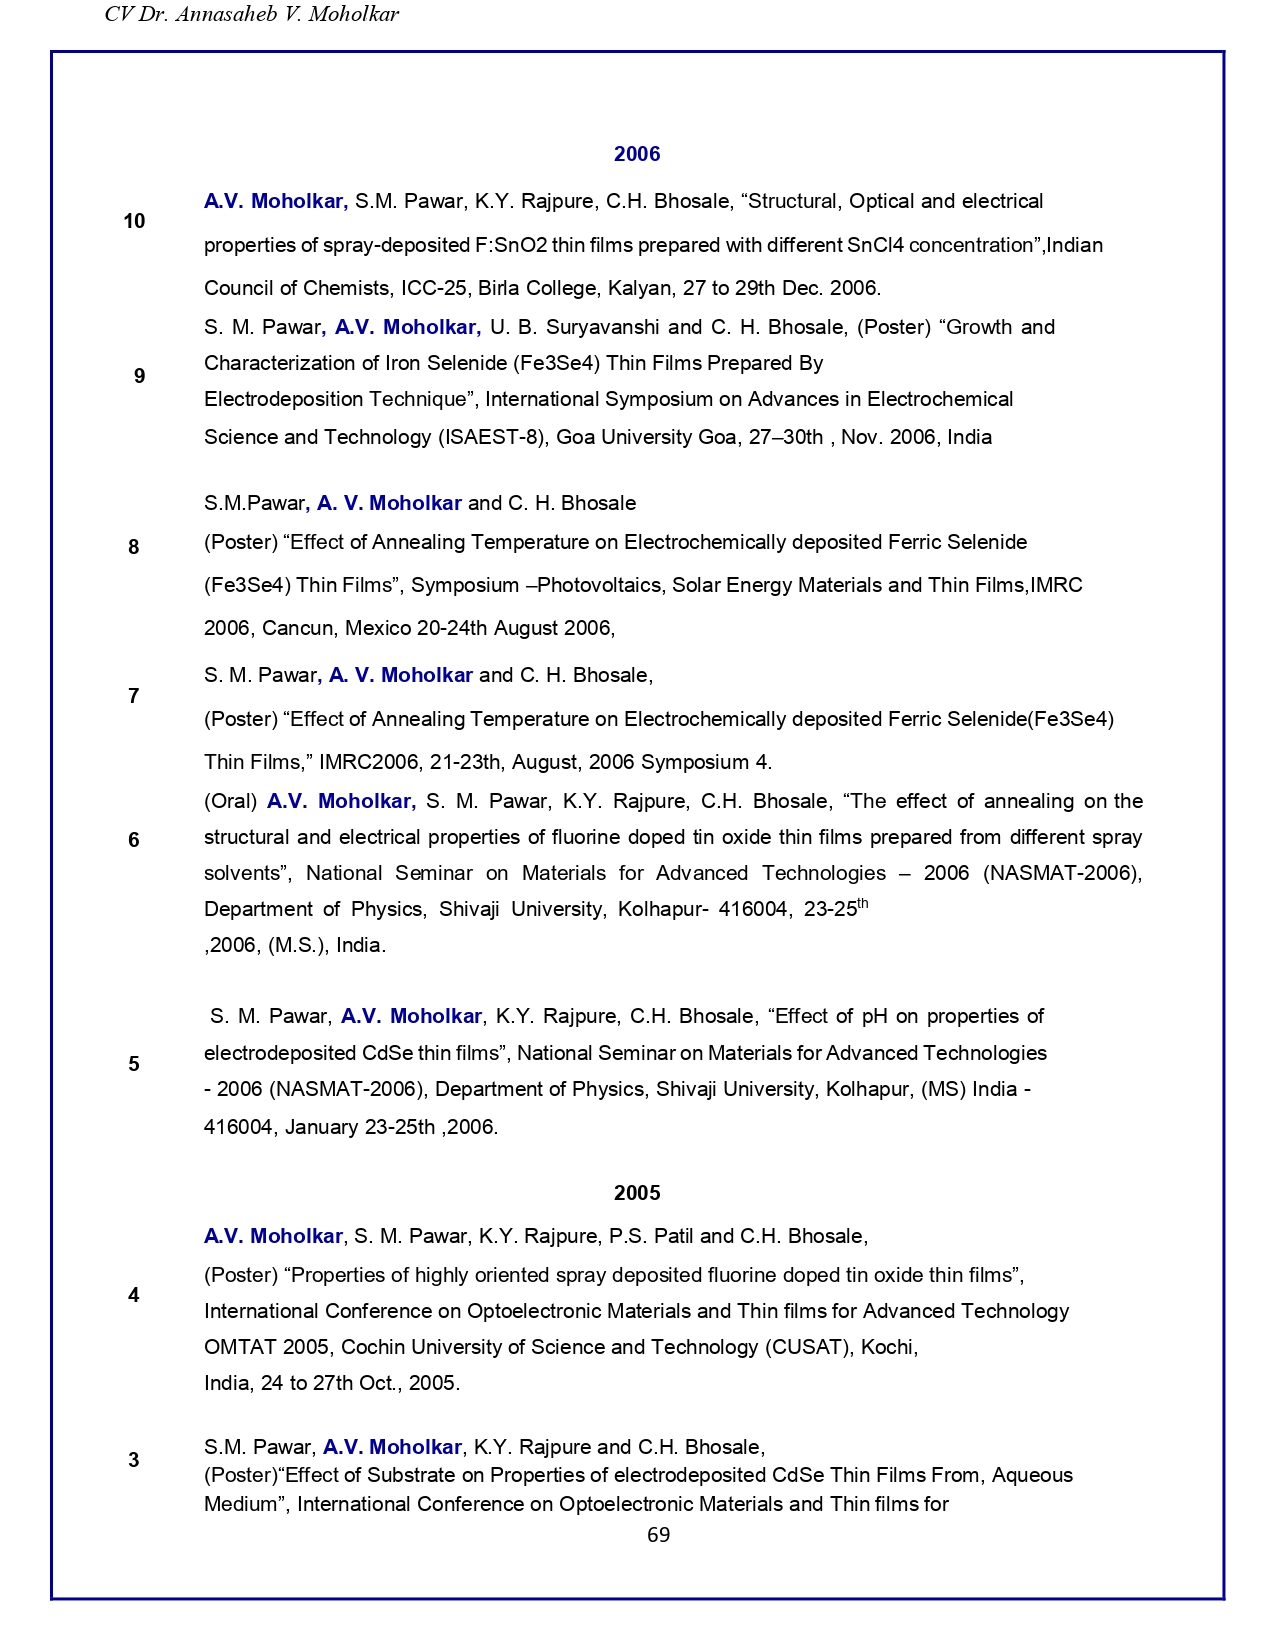 CV Dr. Annasaheb V. Moholkar
2006
A.V. Moholkar, S.M. Pawar, K.Y. Rajpure, C.H. Bhosale, “Structural, Optical and electrical
10
properties of spray-deposited F:SnO2 thin films prepared with different SnCl4 concentration”,Indian
Council of Chemists, ICC-25, Birla College, Kalyan, 27 to 29th Dec. 2006.
S. M. Pawar, A.V. Moholkar, U. B. Suryavanshi and C. H. Bhosale, (Poster) “Growth and
Characterization of Iron Selenide (Fe3Se4) Thin Films Prepared By
9
Electrodeposition Technique”, International Symposium on Advances in Electrochemical
Science and Technology (ISAEST-8), Goa University Goa, 27–30th , Nov. 2006, India
S.M.Pawar, A. V. Moholkar and C. H. Bhosale
8
(Poster) “Effect of Annealing Temperature on Electrochemically deposited Ferric Selenide
(Fe3Se4) Thin Films”, Symposium –Photovoltaics, Solar Energy Materials and Thin Films,IMRC
2006, Cancun, Mexico 20-24th August 2006,
S. M. Pawar, A. V. Moholkar and C. H. Bhosale,
7
(Poster) “Effect of Annealing Temperature on Electrochemically deposited Ferric Selenide(Fe3Se4)
Thin Films,” IMRC2006, 21-23th, August, 2006 Symposium 4.
(Oral) A.V. Moholkar, S. M. Pawar, K.Y. Rajpure, C.H. Bhosale, “The effect of annealing on the
6
structural and electrical properties of fluorine doped tin oxide thin films prepared from different spray
solvents”, National Seminar on Materials for Advanced Technologies – 2006 (NASMAT-2006),
Department of Physics, Shivaji University, Kolhapur- 416004, 23-25th
,2006, (M.S.), India.
S. M. Pawar, A.V. Moholkar, K.Y. Rajpure, C.H. Bhosale, “Effect of pH on properties of
5
electrodeposited CdSe thin films”, National Seminar on Materials for Advanced Technologies
- 2006 (NASMAT-2006), Department of Physics, Shivaji University, Kolhapur, (MS) India -
416004, January 23-25th ,2006.
2005
A.V. Moholkar, S. M. Pawar, K.Y. Rajpure, P.S. Patil and C.H. Bhosale,
(Poster) “Properties of highly oriented spray deposited fluorine doped tin oxide thin films”,
4
International Conference on Optoelectronic Materials and Thin films for Advanced Technology
OMTAT 2005, Cochin University of Science and Technology (CUSAT), Kochi,
India, 24 to 27th Oct., 2005.
3
S.M. Pawar, A.V. Moholkar, K.Y. Rajpure and C.H. Bhosale,
(Poster)“Effect of Substrate on Properties of electrodeposited CdSe Thin Films From, Aqueous
Medium”, International Conference on Optoelectronic Materials and Thin films for
69